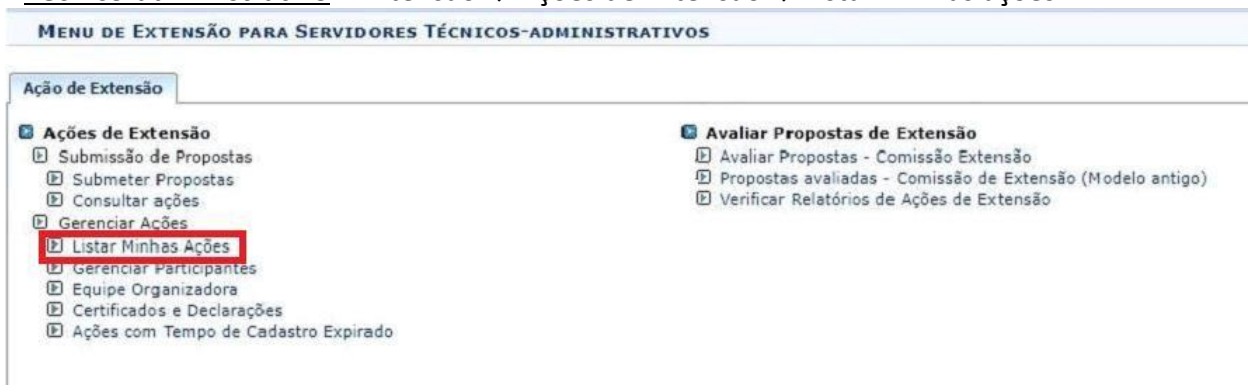 MENU DE EXTENSÃO PARA SERVIDORES TÉCNICOS-ADMINISTRATIVOS
Ação de Extensão
Ações de Extensão
Submissão de Propostas
Submeter Propostas
Consultar ações
Gerenciar Ações
Listar Minhas Ações
Gerenciar Participantes
Equipe Organizadora
Certificados e Declarações
Ações com Tempo de Cadastro Expirado
Avaliar Propostas de Extensão
Avaliar Propostas - Comissão Extensão
Propostas avaliadas - Comissão de Extensão (Modelo antigo)
Verificar Relatórios de Ações de Extensão